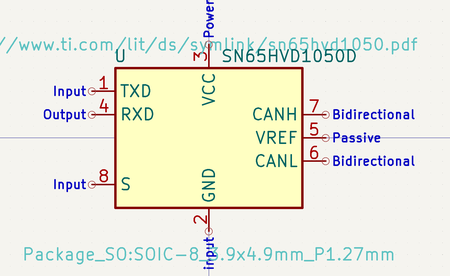 Power
//www.ti.com/lit/ds/symlink/sn65hvd1050.pdf
U
3
SN65HVD1050D
VCC
Input 1 TXD
Output 4 RXD
CANH 7 Bidirectional
VREF 5 Passive
CANL 6 Bidirectional
Input 8 S
GND
2
Package_SO:SOIC-8_3.9x4.9mm_P1.27mm
input